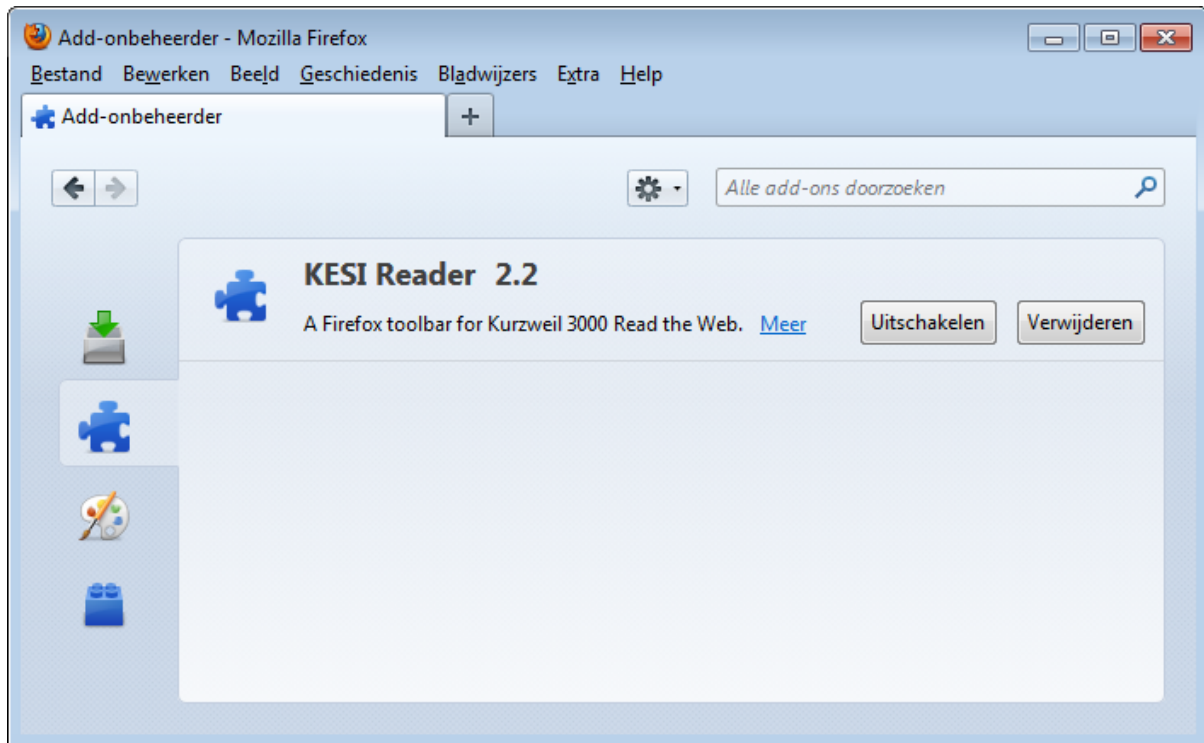 Add-onbeheerder - Mozilla Firefox
Bestand Bewerken Beeld Geschiedenis Bladwijzers Extra Help
Add-onbeheerder
Alle add-ons doorzoeken
KESI Reader 2.2
A Firefox toolbar for Kurzweil 3000 Read the Web. Meer Uitschakelen Verwijderen